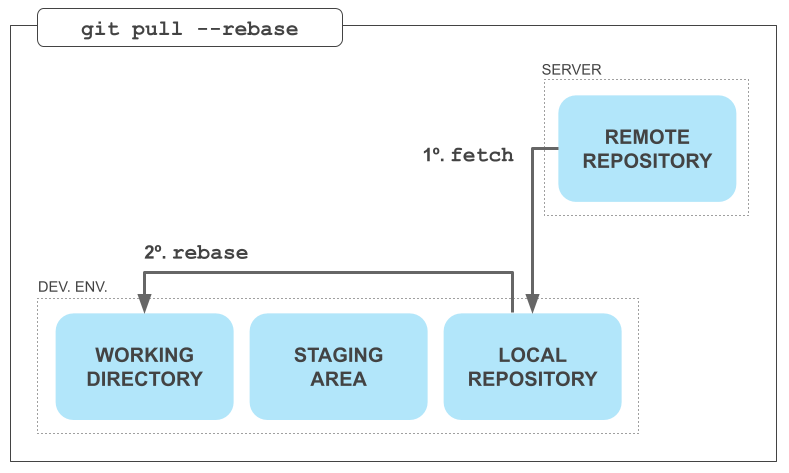 git pull --rebase
SERVER
REMOTE
REPOSITORY
1º. fetch
2º. rebase
DEV. ENV.
WORKING
DIRECTORY
STAGING
AREA
LOCAL
REPOSITORY